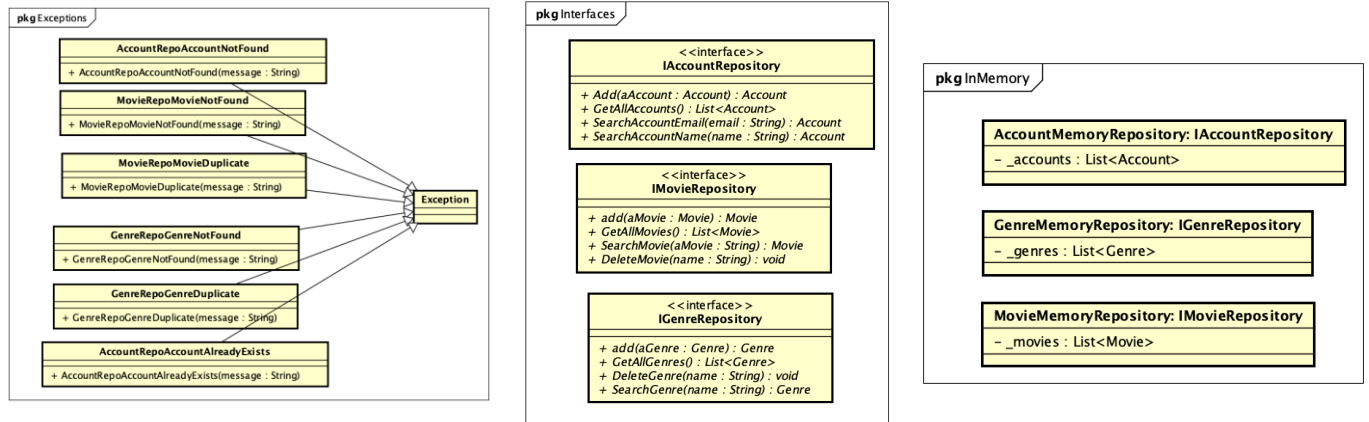 pkg Exceptions
AccountRepoAccountNotFound
+ AccountRepoAccountNotFound(message : String)
MovieRepoMovieNotFound
+ MovieRepoMovieNotFound(message : String)
MovieRepoMovieDuplicate
+ MovieRepoMovieDuplicate(message : String)
GenreRepoGenreNotFound
+ GenreRepoGenreNotFound(message : String)
GenreRepoGenreDuplicate
+ GenreRepoGenreDuplicate(message : String)
AccountRepoAccountAlreadyExists
+ AccountRepoAccountAlreadyExists(message : String)
Exception
pkg Interfaces
<<interface>>
IAccountRepository
+ Add(aAccount : Account) : Account
+ GetAllAccounts() : List<Account>
+ SearchAccountEmail(email : String) : Account
+ SearchAccountName(name : String) : Account
<<interface>>
IMovieRepository
+ add(aMovie : Movie) : Movie
+ GetAllMovies() : List<Movie>
+ SearchMovie(aMovie : String) : Movie
+ DeleteMovie(name : String) : void
<<interface>>
IGenreRepository
+ add(aGenre : Genre) : Genre
+ GetAllGenres() : List<Genre>
+ DeleteGenre(name : String) : void
+ SearchGenre(name : String) : Genre
pkg InMemory
AccountMemoryRepository: IAccountRepository
- _accounts : List<Account>
GenreMemoryRepository: IGenreRepository
- _genres : List<Genre>
MovieMemoryRepository: IMovieRepository
- _movies : List<Movie>